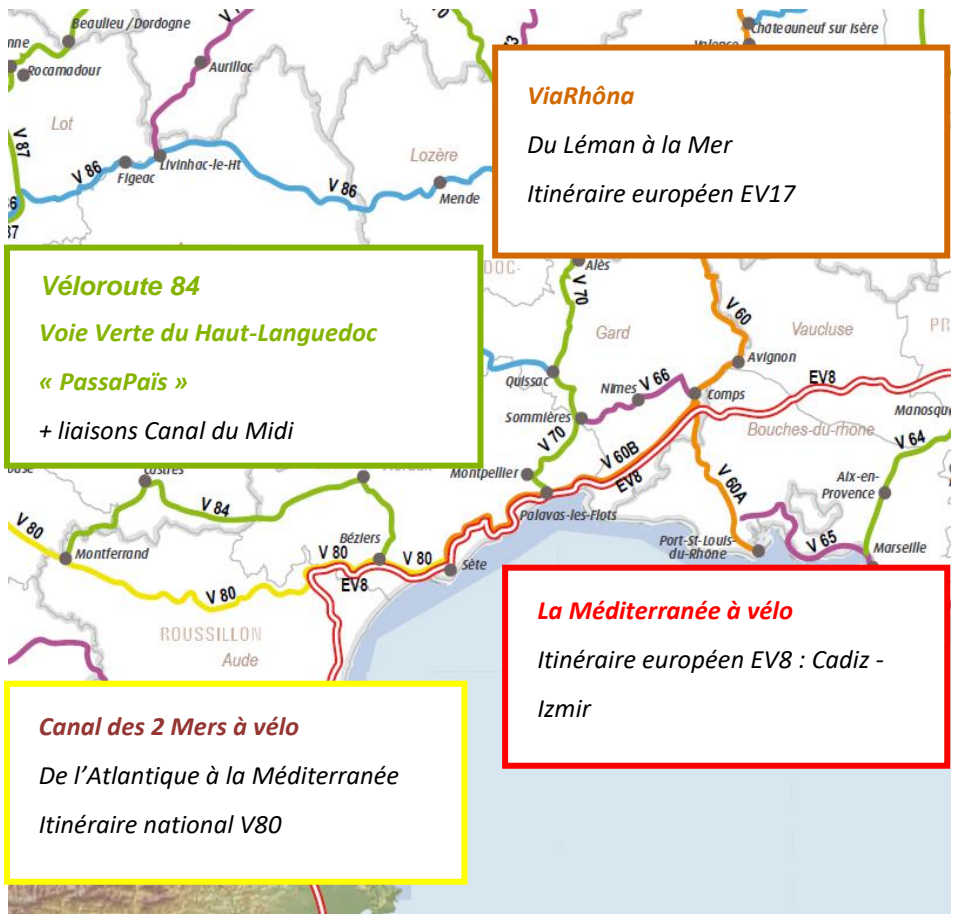 Beaulieu /Dordogne
Châteauneuf sur Isère
Rocamadour
Aurillac
Lot
V 87
Livinhac-le-Ht
Figeac
V 86
Lozère
V 86
Mende
ViaRhôna
Du Léman à la Mer
Itinéraire européen EV17
Véloroute 84
Voie Verte du Haut-Languedoc
« PassaPaïs »
+ liaisons Canal du Midi
Alès
V 70
Gard
V 60
Vaucluse
PR
Avignon
Quissac
Nîmes
V 66
Comps
EV8
Manosque
Sommières
V 70
V 60B
EV8
Bouches-du-rhône
V 64
Montpellier
V 60A
Aix-en-
Provence
Castres
V 84
Palavas-les-Flots
V 80
Montferrand
Béziers
V 80
V 80
EV8
Sète
Port-St-Louis-
du-Rhône
V 65
Marseille
V 80
ROUSSILLON
Aude
La Méditerranée à vélo
Itinéraire européen EV8 : Cadiz -
Izmir
Canal des 2 Mers à vélo
De l’Atlantique à la Méditerranée
Itinéraire national V80